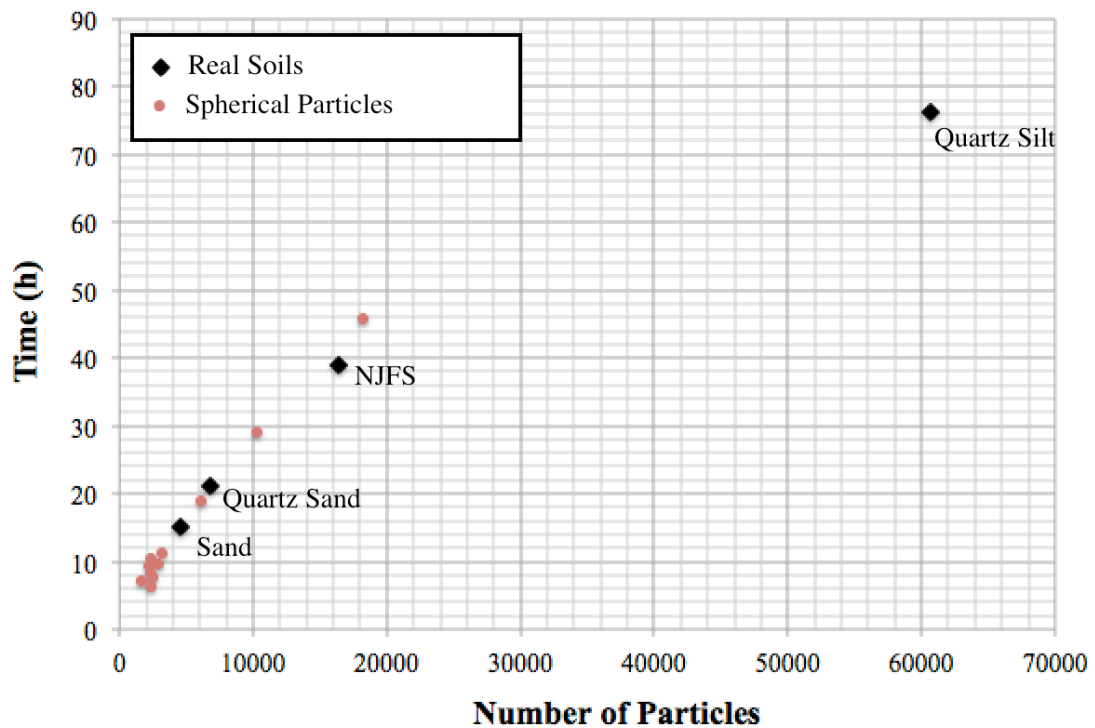 90
Real Soils
80
Spherical Particles
Quartz Silt
70
60
50
40
NJFS
30
20
Quartz Sand
Sand
10
0
Time (h)
0 10000 20000 30000 40000 50000 60000 70000
Number of Particles